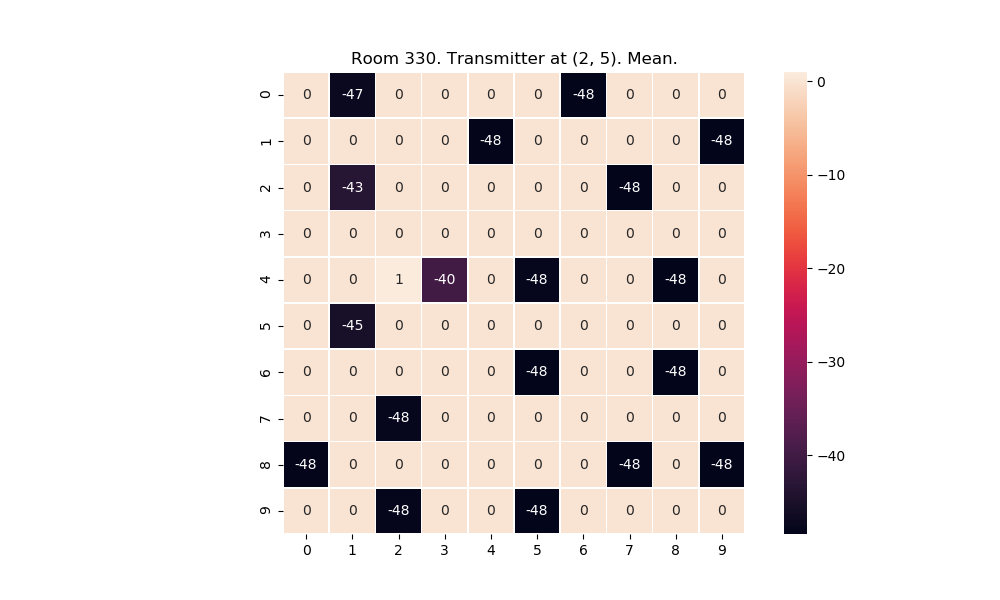 Room 330. Transmitter at (2, 5). Mean.
0 0 -47 0 0 0 0 -48 0 0 0
1 0 0 0 0 -48 0 0 0 0 -48
2 0 -43 0 0 0 0 0 -48 0 0
3 0 0 0 0 0 0 0 0 0 0
4 0 0 1 -40 0 -48 0 0 -48 0
5 0 -45 0 0 0 0 0 0 0 0
6 0 0 0 0 0 -48 0 0 -48 0
7 0 0 -48 0 0 0 0 0 0 0
8 -48 0 0 0 0 0 0 -48 0 -48
9 0 0 -48 0 0 -48 0 0 0 0
0 1 2 3 4 5 6 7 8 9
0
−10
−20
−30
−40